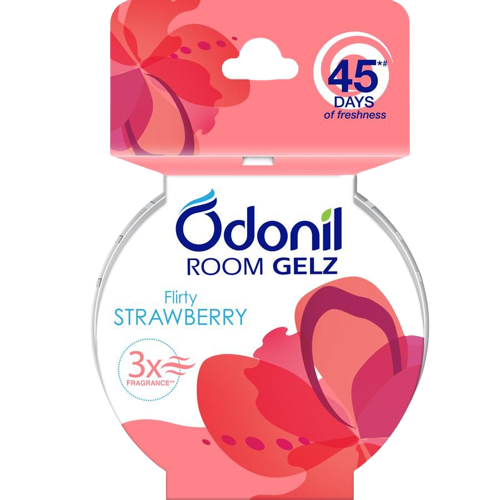 45*#
DAYS
of freshness
Odonil
ROOM GELZ
Flirty
STRAWBERRY
3x
FRAGRANCE**